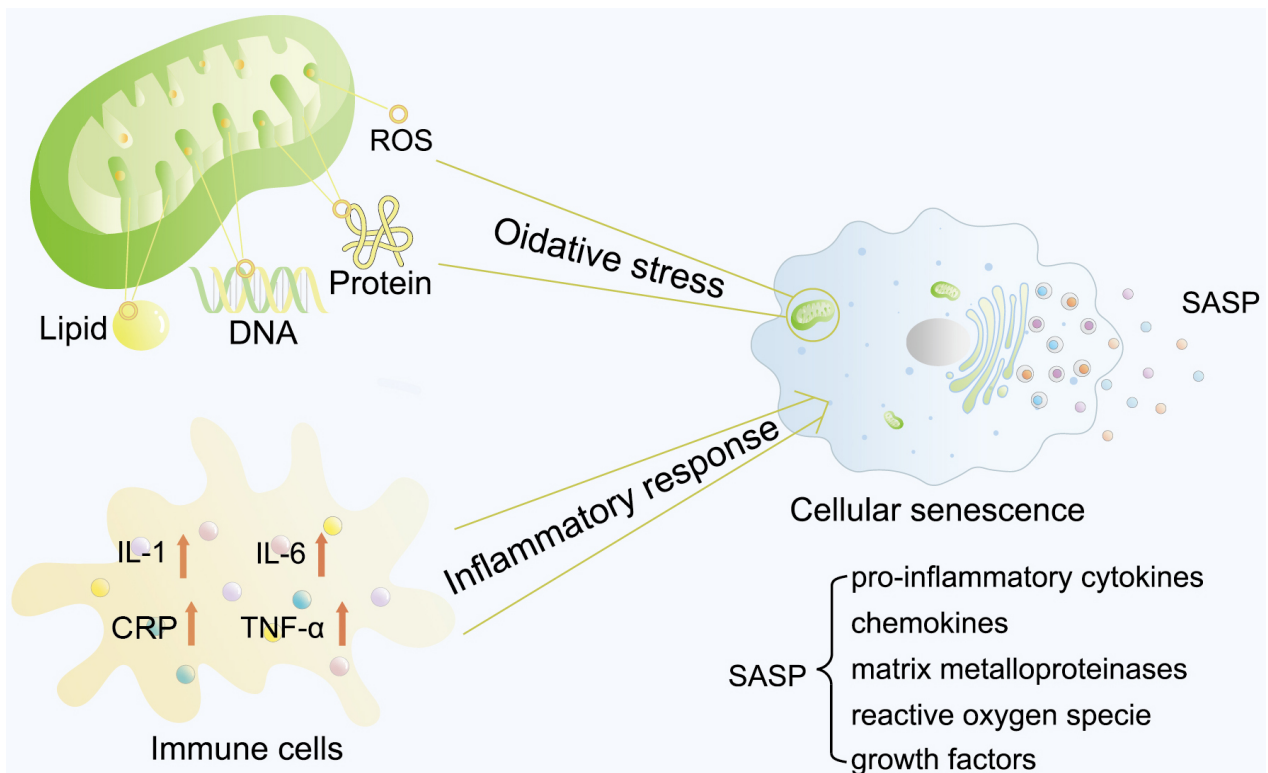 ROS
Protein
DNA
Lipid
Oidative stress
SASP
Inflammatory response
Cellular senescence
IL-1
IL-6
CRP
TNF-α
Immune cells
SASP
pro-inflammatory cytokines
chemokines
matrix metalloproteinases
reactive oxygen specie
growth factors